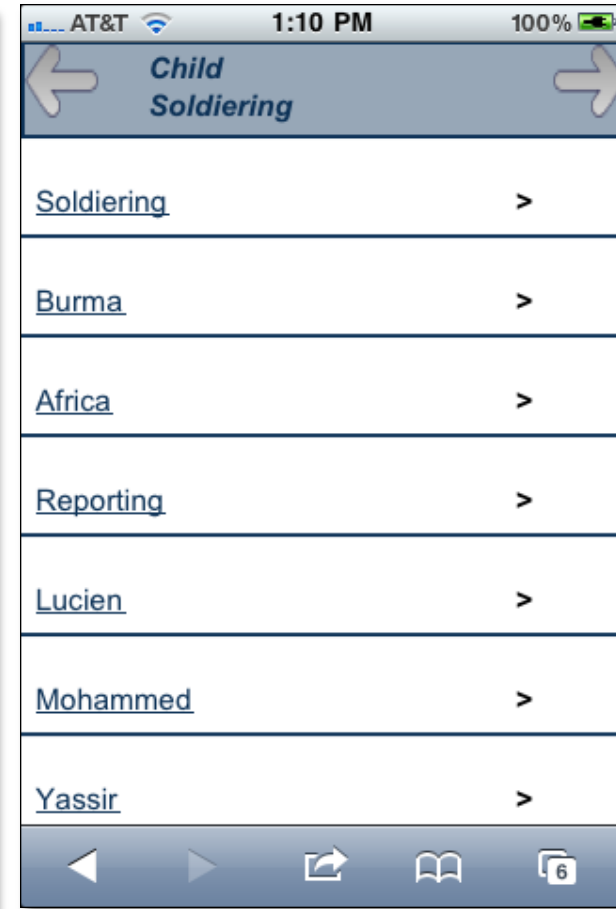 AT&T 1:10 PM 100%
Child
Soldiering
Soldiering >
Burma >
Africa >
Reporting >
Lucien >
Mohammed >
Yassir >
6